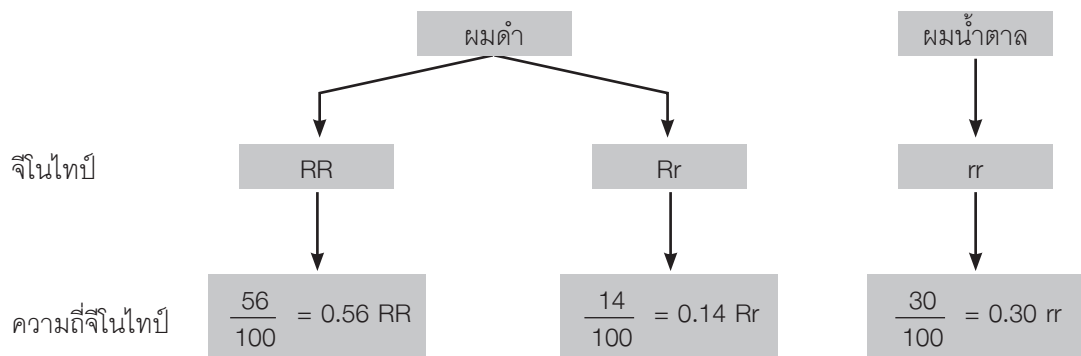 ผมดำ ผมน้ำตาล
จีโนไทป์ RR Rr rr
ความถี่จีโนไทป์ 56/100 = 0.56 RR 14/100 = 0.14 Rr 30/100 = 0.30 rr